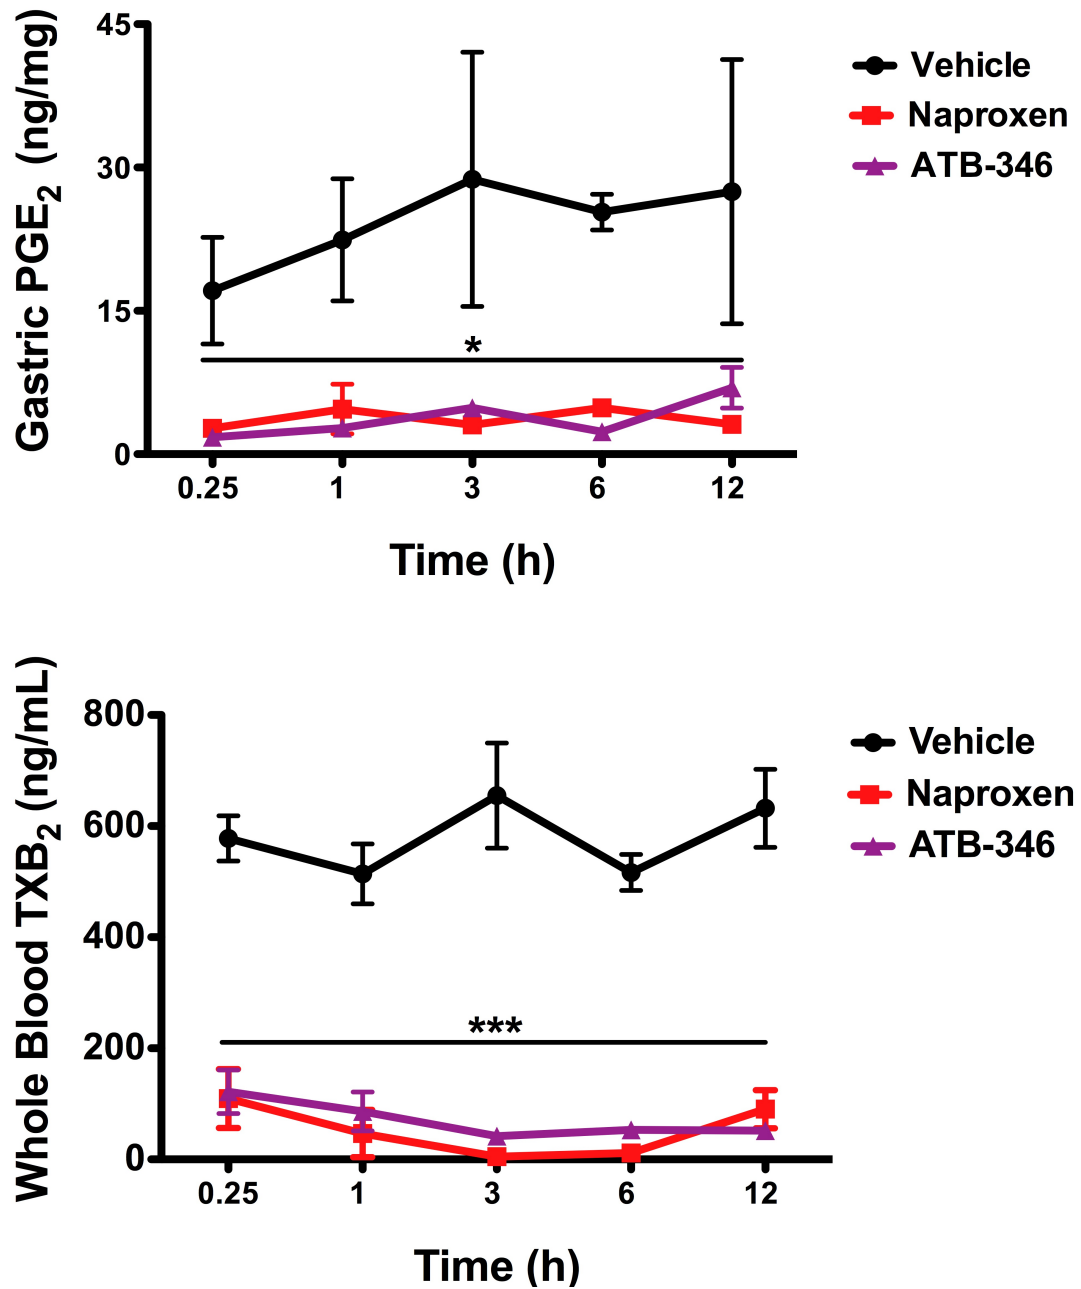 Gastric PGE2 (ng/mg)
45
30
15
0
*
0.25 1 3 6 12
Time (h)
Vehicle
Naproxen
ATB-346
Whole Blood TXB2 (ng/mL)
800
600
400
200
0
***
0.25 1 3 6 12
Time (h)
Vehicle
Naproxen
ATB-346